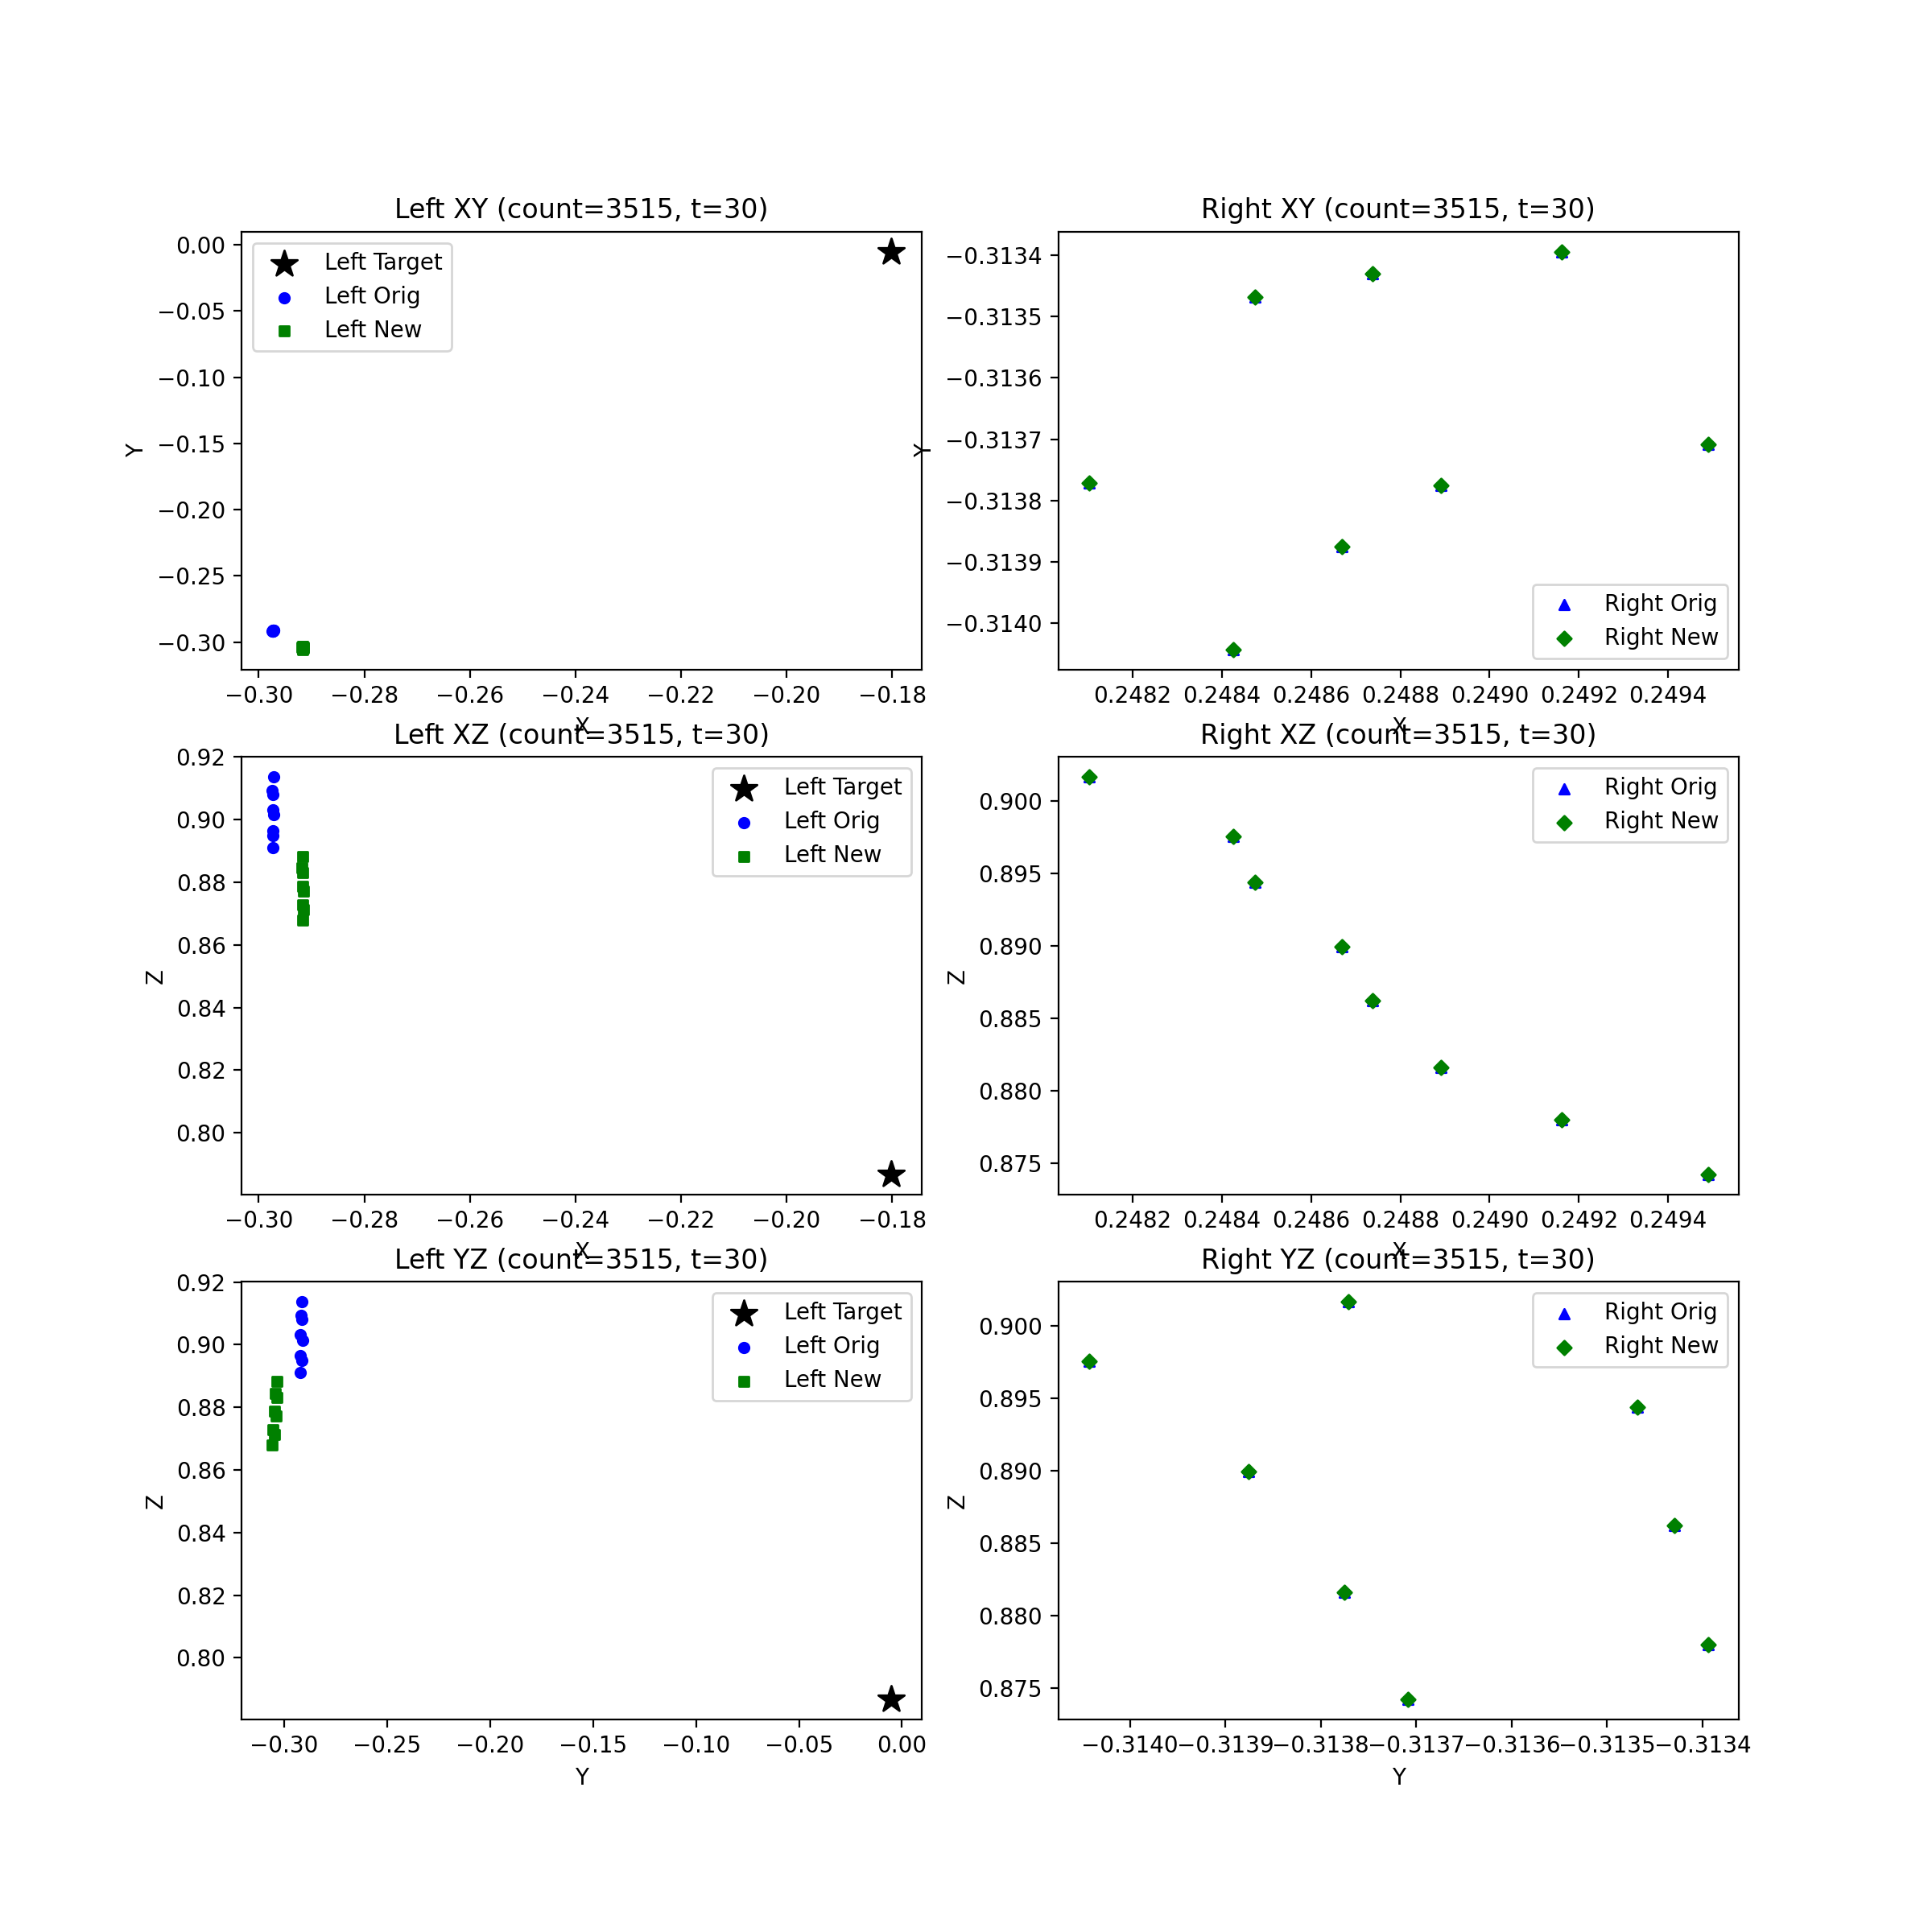 Left XY (count=3515, t=30)
Right XY (count=3515, t=30)
0.00
−0.05
−0.10
−0.15
−0.20
−0.25
−0.30
Y
Left Target
Left Orig
Left New
−0.30 −0.28 −0.26 −0.24 −0.22 −0.20 −0.18
X
−0.3134
−0.3135
−0.3136
−0.3137
−0.3138
−0.3139
−0.3140
Y
Right Orig
Right New
0.2482 0.2484 0.2486 0.2488 0.2490 0.2492 0.2494
X
Left XZ (count=3515, t=30)
Right XZ (count=3515, t=30)
0.92
0.90
0.88
0.86
0.84
0.82
0.80
Z
Left Target
Left Orig
Left New
−0.30 −0.28 −0.26 −0.24 −0.22 −0.20 −0.18
X
0.900
0.895
0.890
0.885
0.880
0.875
Z
Right Orig
Right New
0.2482 0.2484 0.2486 0.2488 0.2490 0.2492 0.2494
X
Left YZ (count=3515, t=30)
Right YZ (count=3515, t=30)
0.92
0.90
0.88
0.86
0.84
0.82
0.80
Z
Left Target
Left Orig
Left New
−0.30 −0.25 −0.20 −0.15 −0.10 −0.05 0.00
Y
0.900
0.895
0.890
0.885
0.880
0.875
Z
Right Orig
Right New
−0.3140 −0.3139 −0.3138 −0.3137 −0.3136 −0.3135 −0.3134
Y